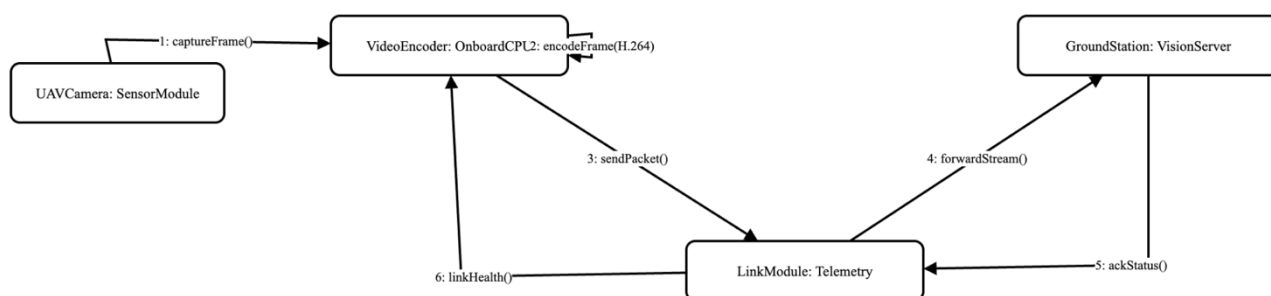 1: captureFrame()
VideoEncoder: OnboardCPU
2: encodeFrame(H.264)
GroundStation: VisionServer
UAVCamera: SensorModule
3: sendPacket()
4: forwardStream()
LinkModule: Telemetry
5: ackStatus()
6: linkHealth()